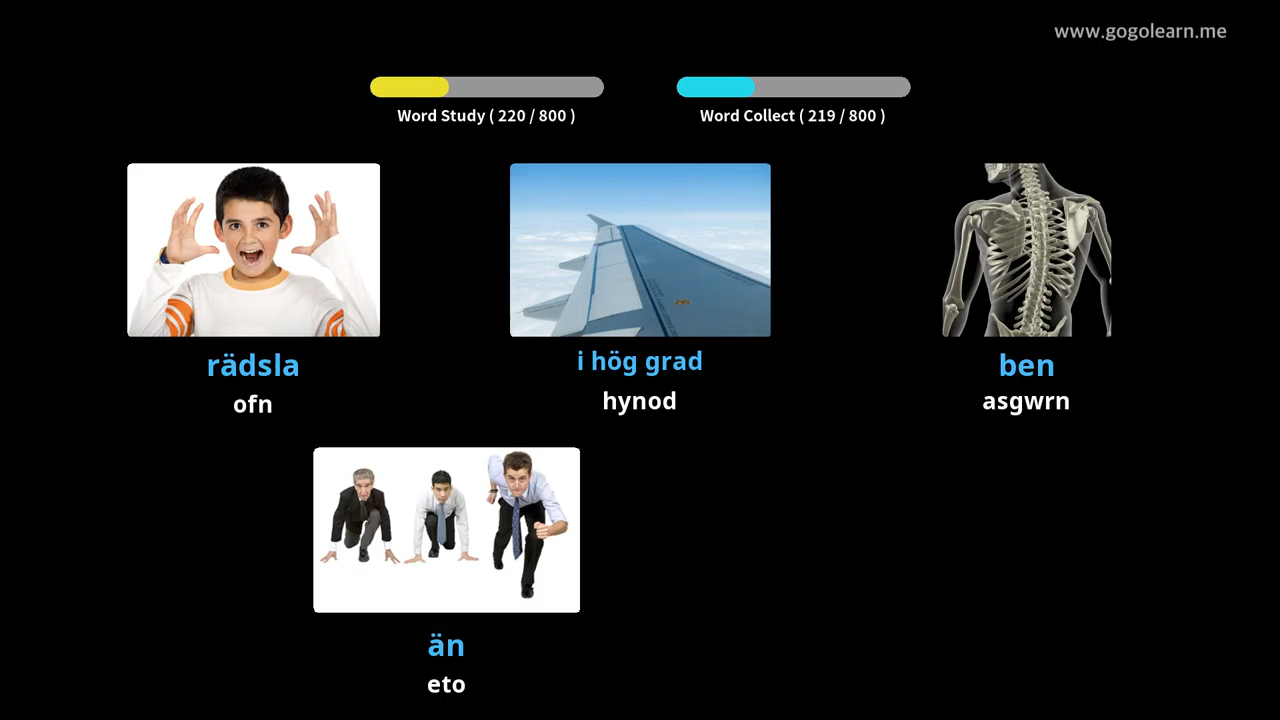 www.gogolearn.me
Word Study ( 220 / 800 )
Word Collect ( 219 / 800 )
rädsla
ofn
i hög grad
hynod
ben
asgwrn
än
eto